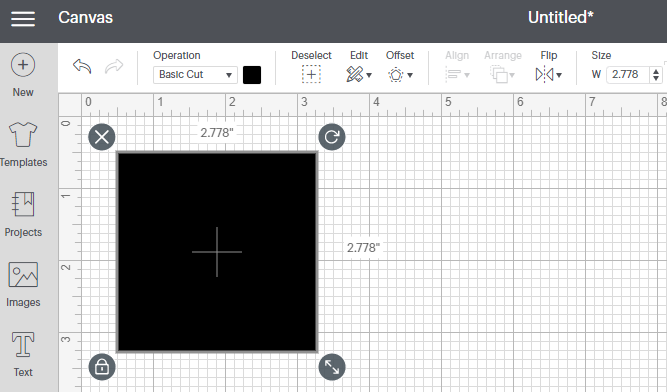 Canvas
Untitled*
Operation
Basic Cut
Deselect
Edit
Offset
Align
Arrange
Flip
Size
W 2.778
New
Templates
Projects
Images
Text
0 1 2 3 4 5 6 7 8
0
1
2
3
2.778"
2.778"